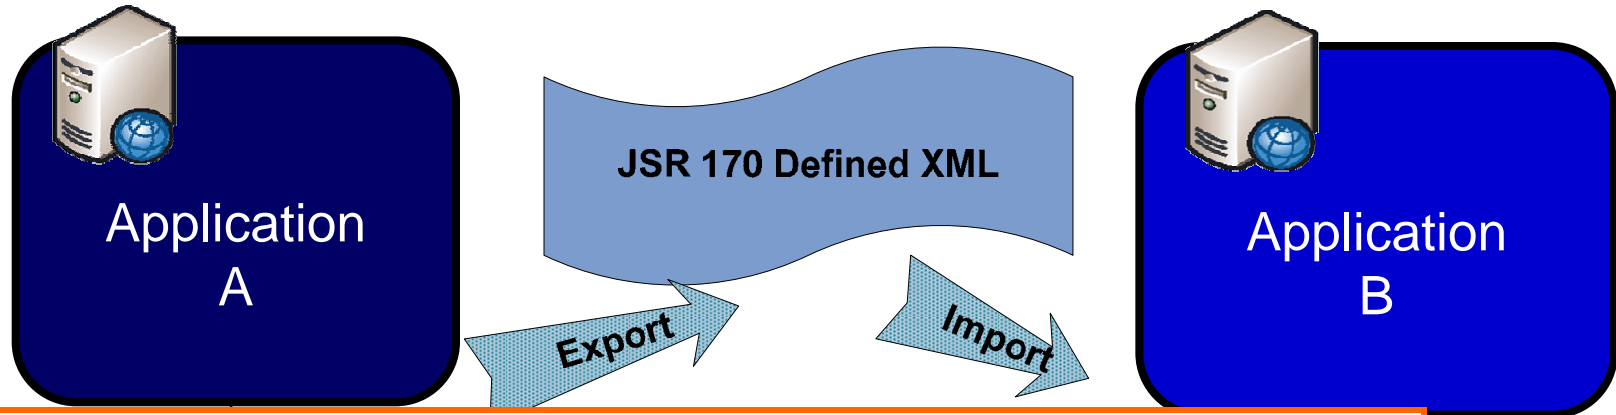 Application
A
JSR 170 Defined XML
Export
Import
Application
B